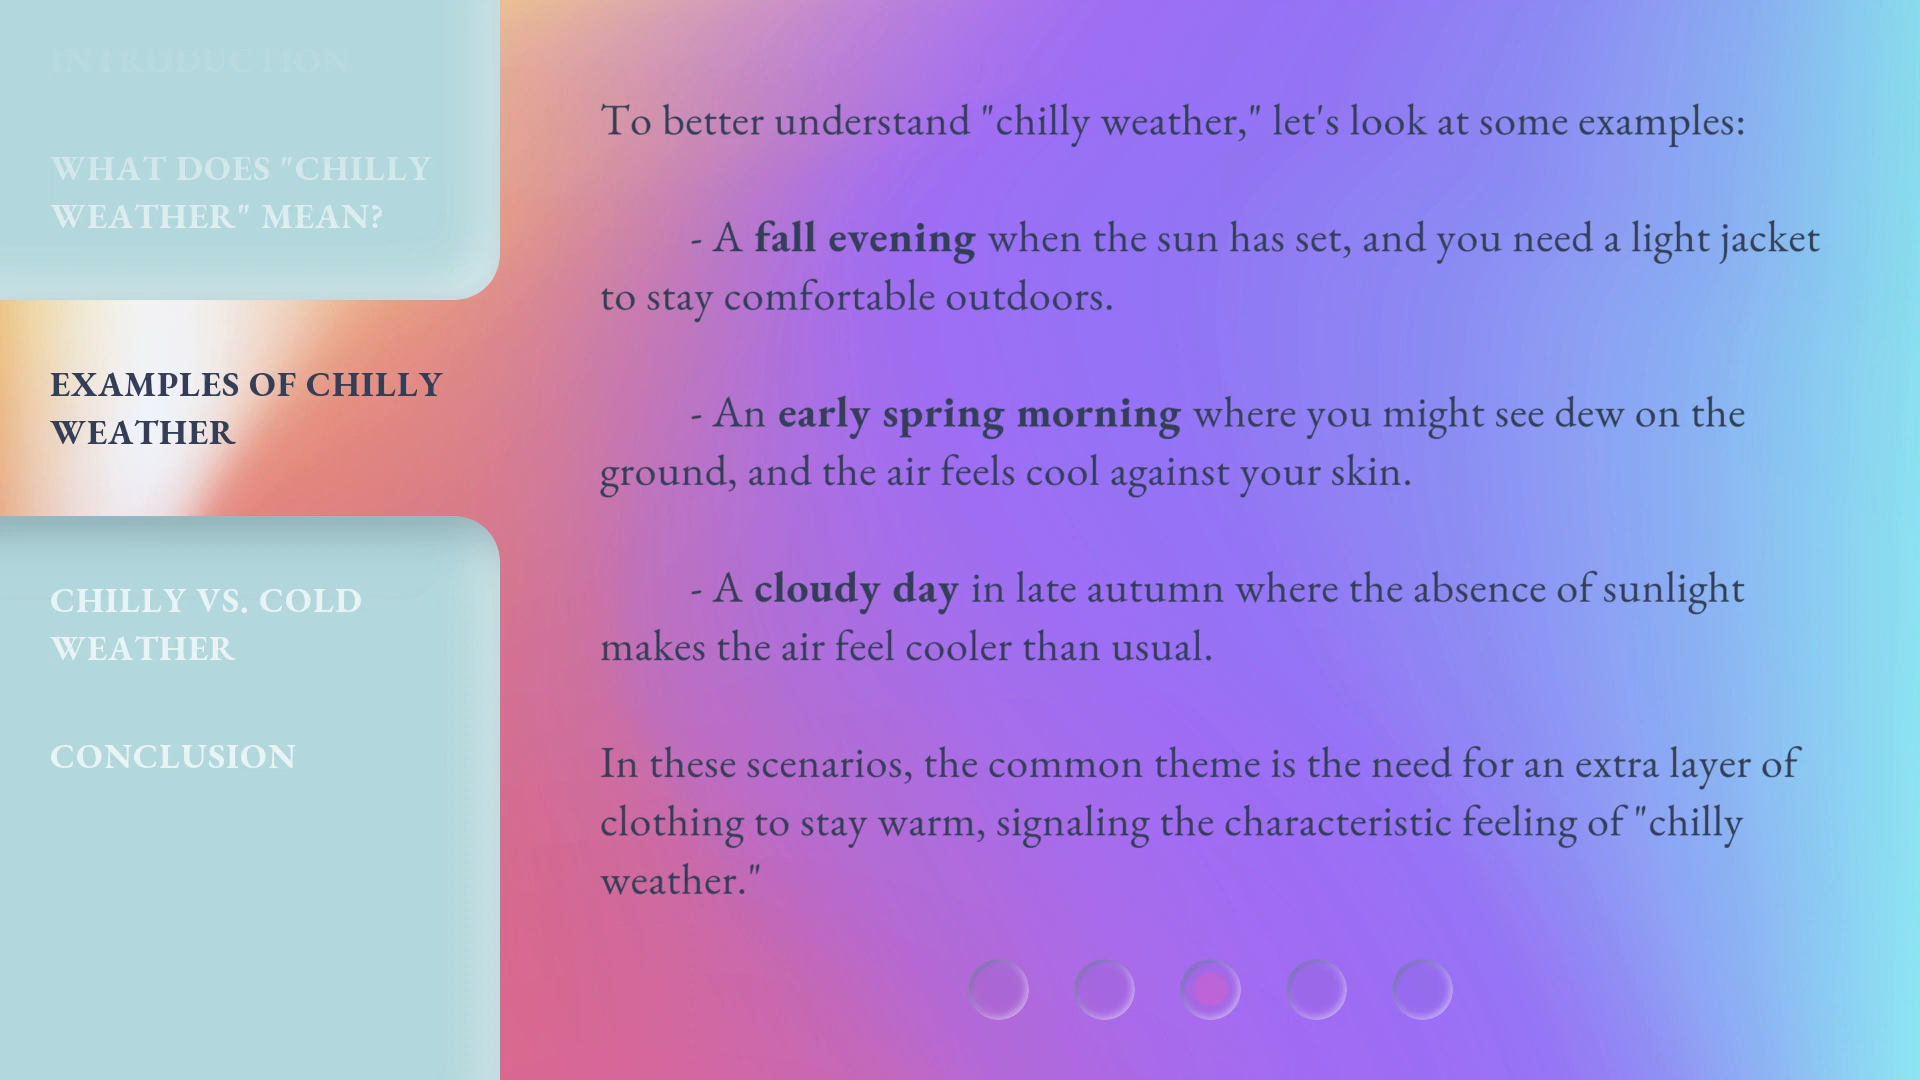 INTRODUCTION
WHAT DOES "CHILLY
WEATHER" MEAN?
EXAMPLES OF CHILLY
WEATHER
CHILLY VS. COLD
WEATHER
CONCLUSION
To better understand "chilly weather," let's look at some examples:
- A fall evening when the sun has set, and you need a light jacket
to stay comfortable outdoors.
- An early spring morning where you might see dew on the
ground, and the air feels cool against your skin.
- A cloudy day in late autumn where the absence of sunlight
makes the air feel cooler than usual.
In these scenarios, the common theme is the need for an extra layer of
clothing to stay warm, signaling the characteristic feeling of "chilly
weather."